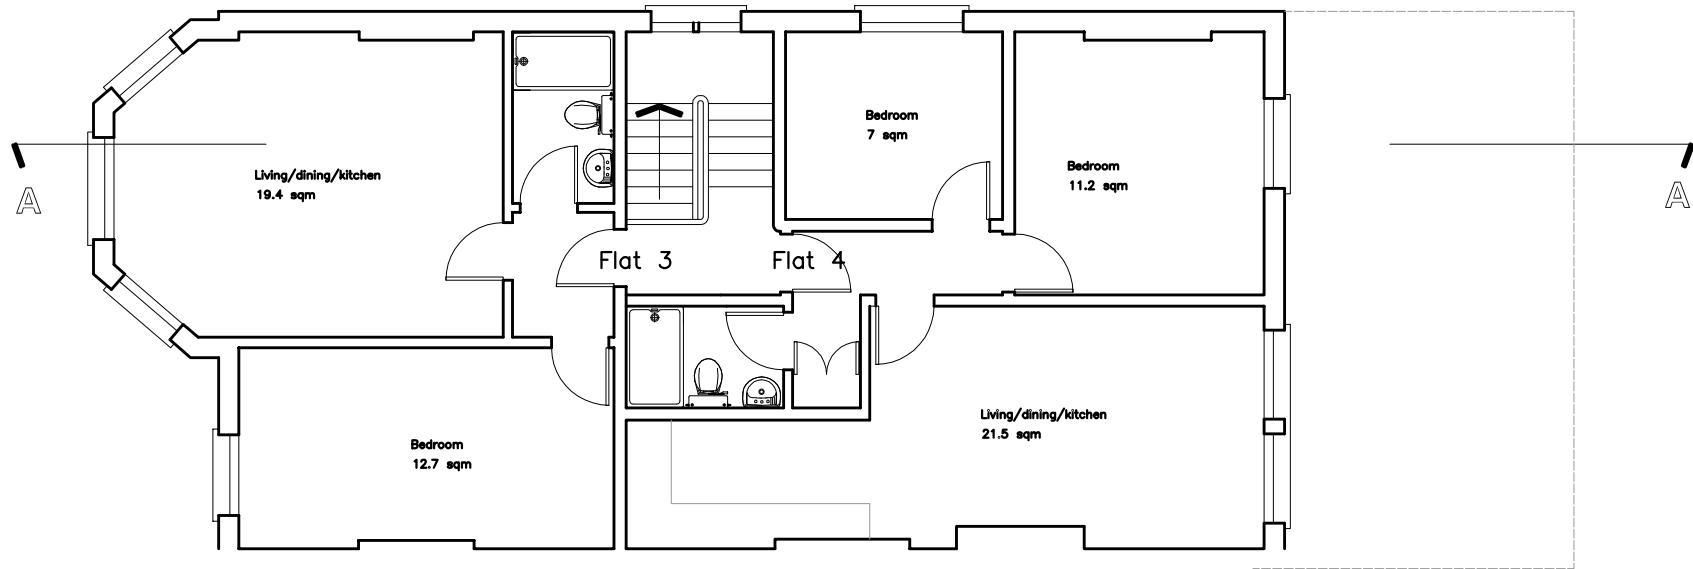 Bedroom
7 sqm
Bedroom
11.2 sqm
Living/dining/kitchen
19.4 sqm
A
A
Flat 3
Flat 4
Living/dining/kitchen
21.5 sqm
Bedroom
12.7 sqm